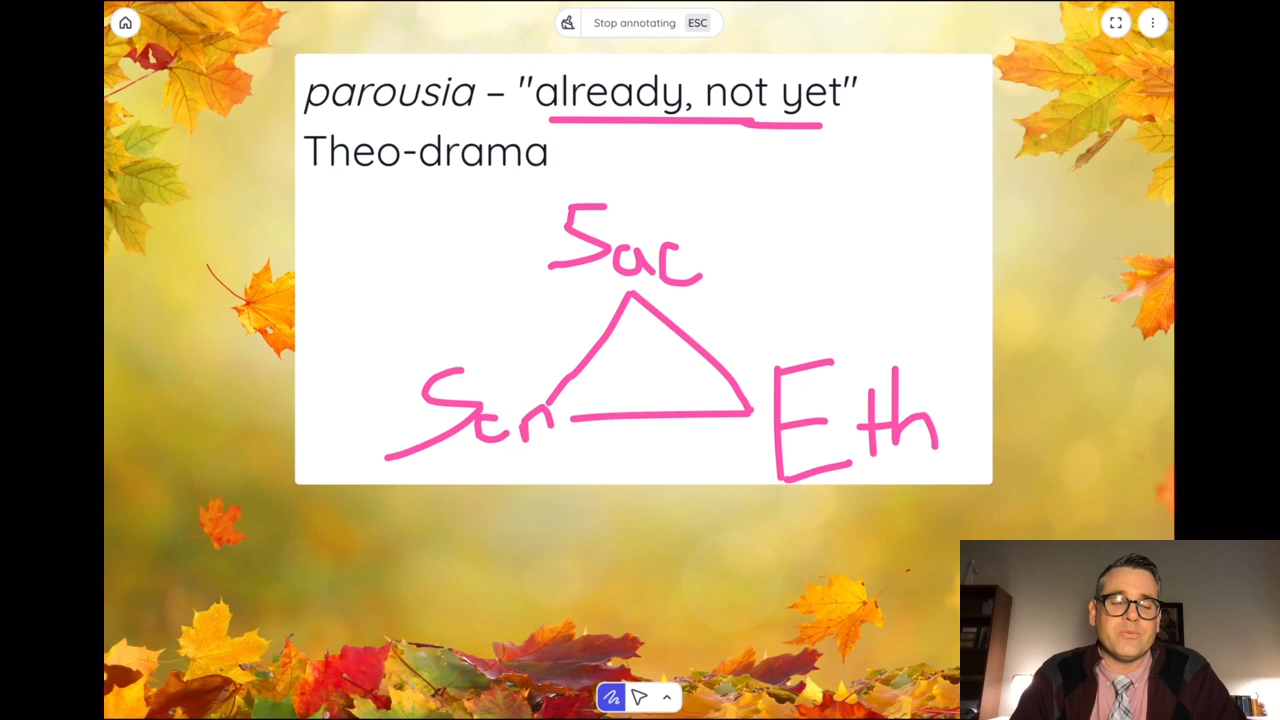 Stop annotating ESC
parousia – "already, not yet"
Theo-drama
Sac
Scr
Eth